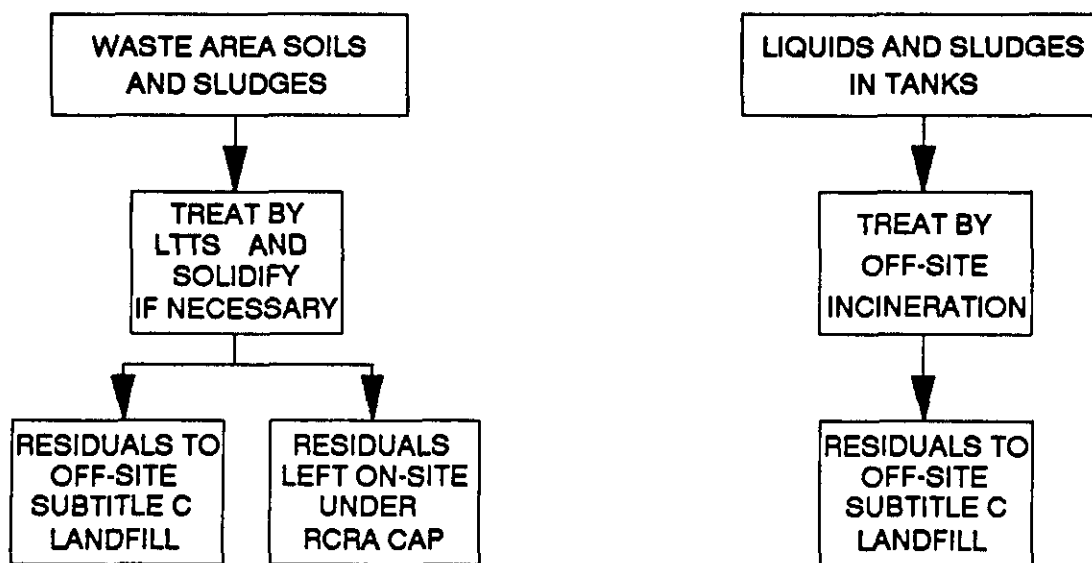 WASTE AREA SOILS
AND SLUDGES
TREAT BY
LTTS AND
SOLIDIFY
IF NECESSARY
RESIDUALS TO
OFF-SITE
SUBTITLE C
LANDFILL
RESIDUALS
LEFT ON-SITE
UNDER
RCRA CAP
LIQUIDS AND SLUDGES
IN TANKS
TREAT BY
OFF-SITE
INCINERATION
RESIDUALS TO
OFF-SITE
SUBTITLE C
LANDFILL